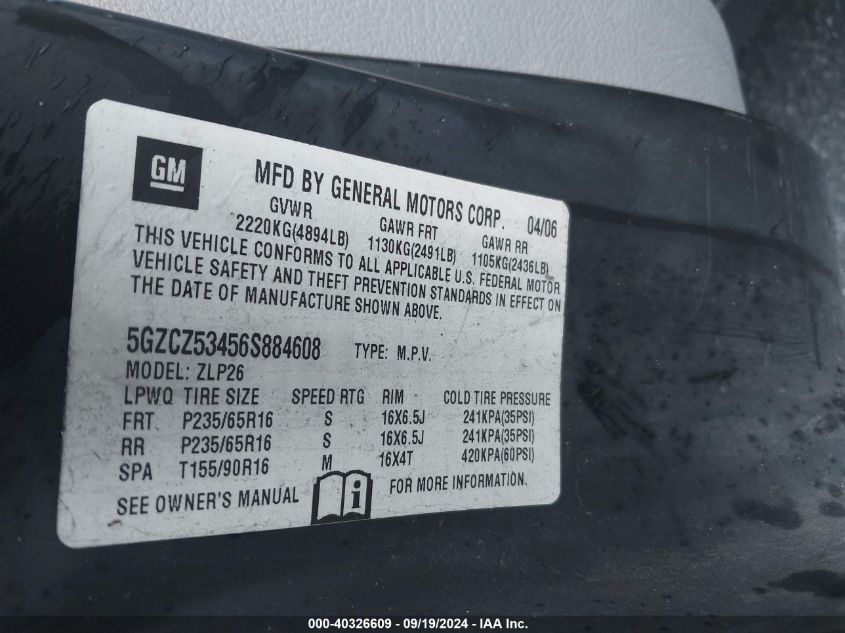 GM
MFD BY GENERAL MOTORS CORP. 04/06
GVWR GAWR FRT GAWR RR
2220KG(4894LB) 1130KG(2491LB) 1105KG(2436LB)
THIS VEHICLE CONFORMS TO ALL APPLICABLE U.S. FEDERAL MOTOR
VEHICLE SAFETY AND THEFT PREVENTION STANDARDS IN EFFECT ON
THE DATE OF MANUFACTURE SHOWN ABOVE.
5GZCZ53456S884608 TYPE: M.P.V.
MODEL: ZLP26
LPWQ TIRE SIZE SPEED RTG RIM COLD TIRE PRESSURE
FRT P235/65R16 S 16X6.5J 241KPA(35PSI)
RR P235/65R16 S 16X6.5J 241KPA(35PSI)
SPA T155/90R16 M 16X4T 420KPA(60PSI)
SEE OWNER'S MANUAL i FOR MORE INFORMATION.
000-40326609 - 09/19/2024 - IAA Inc.